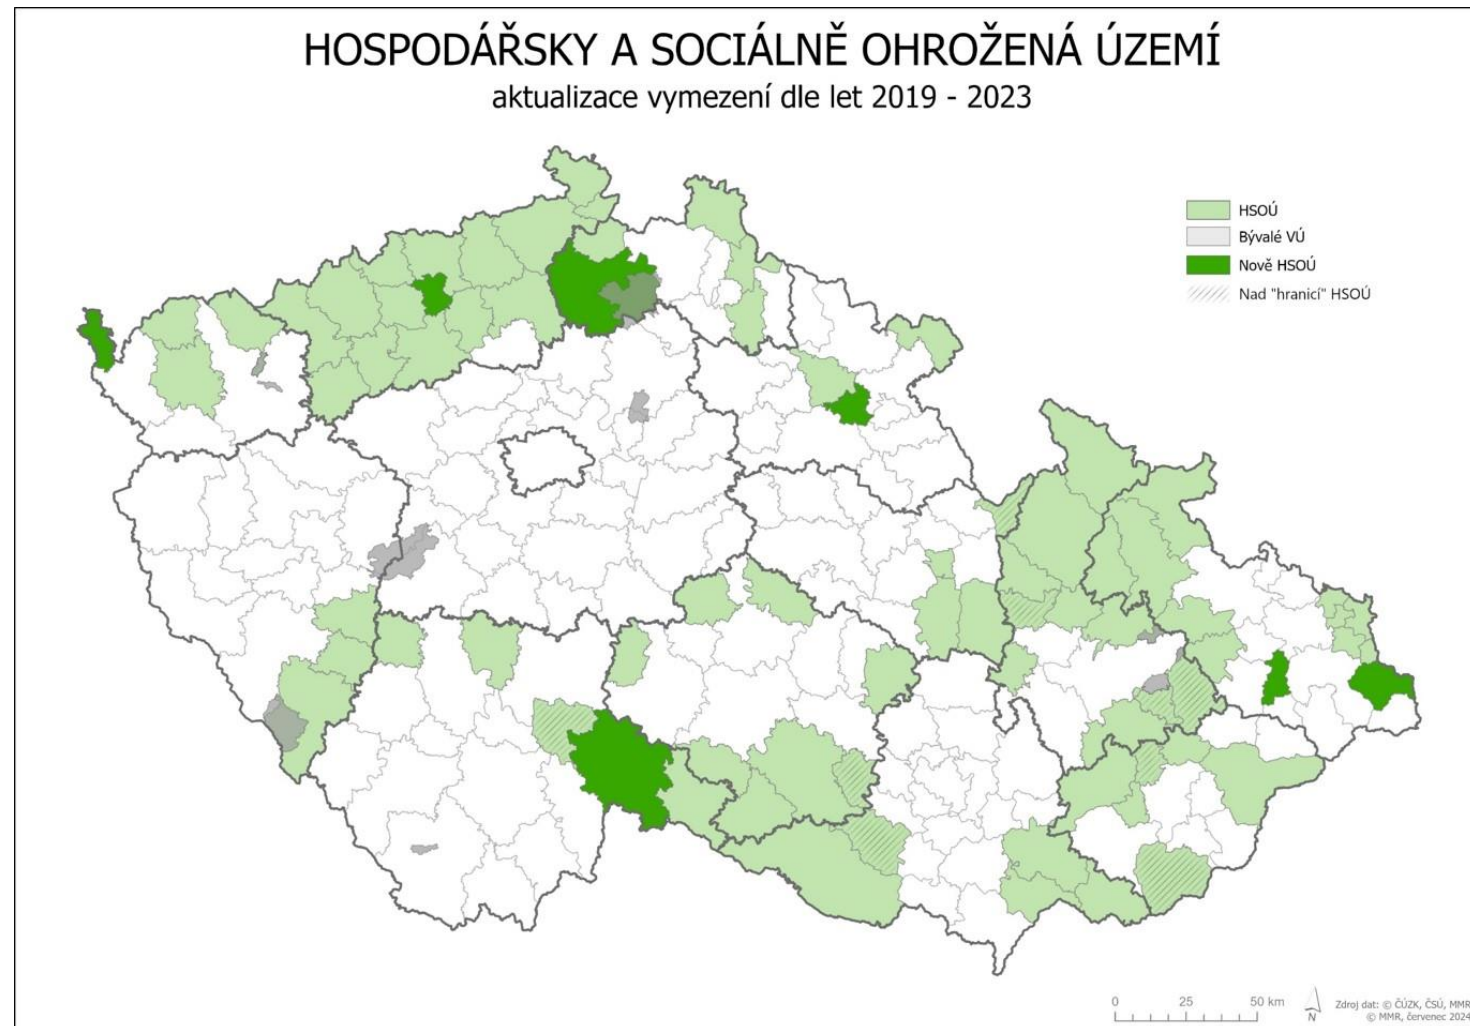 HOSPODÁŘSKY A SOCIÁLNĚ OHROŽENÁ ÚZEMÍ
aktualizace vymezení dle let 2019 - 2023
HSOÚ
Bývalé VÚ
Nově HSOÚ
Nad "hranicí" HSOÚ
0 25 50 km
N
Zdroj dat: © ČÚZK, ČSÚ, MMR
© MMR, červenec 2024